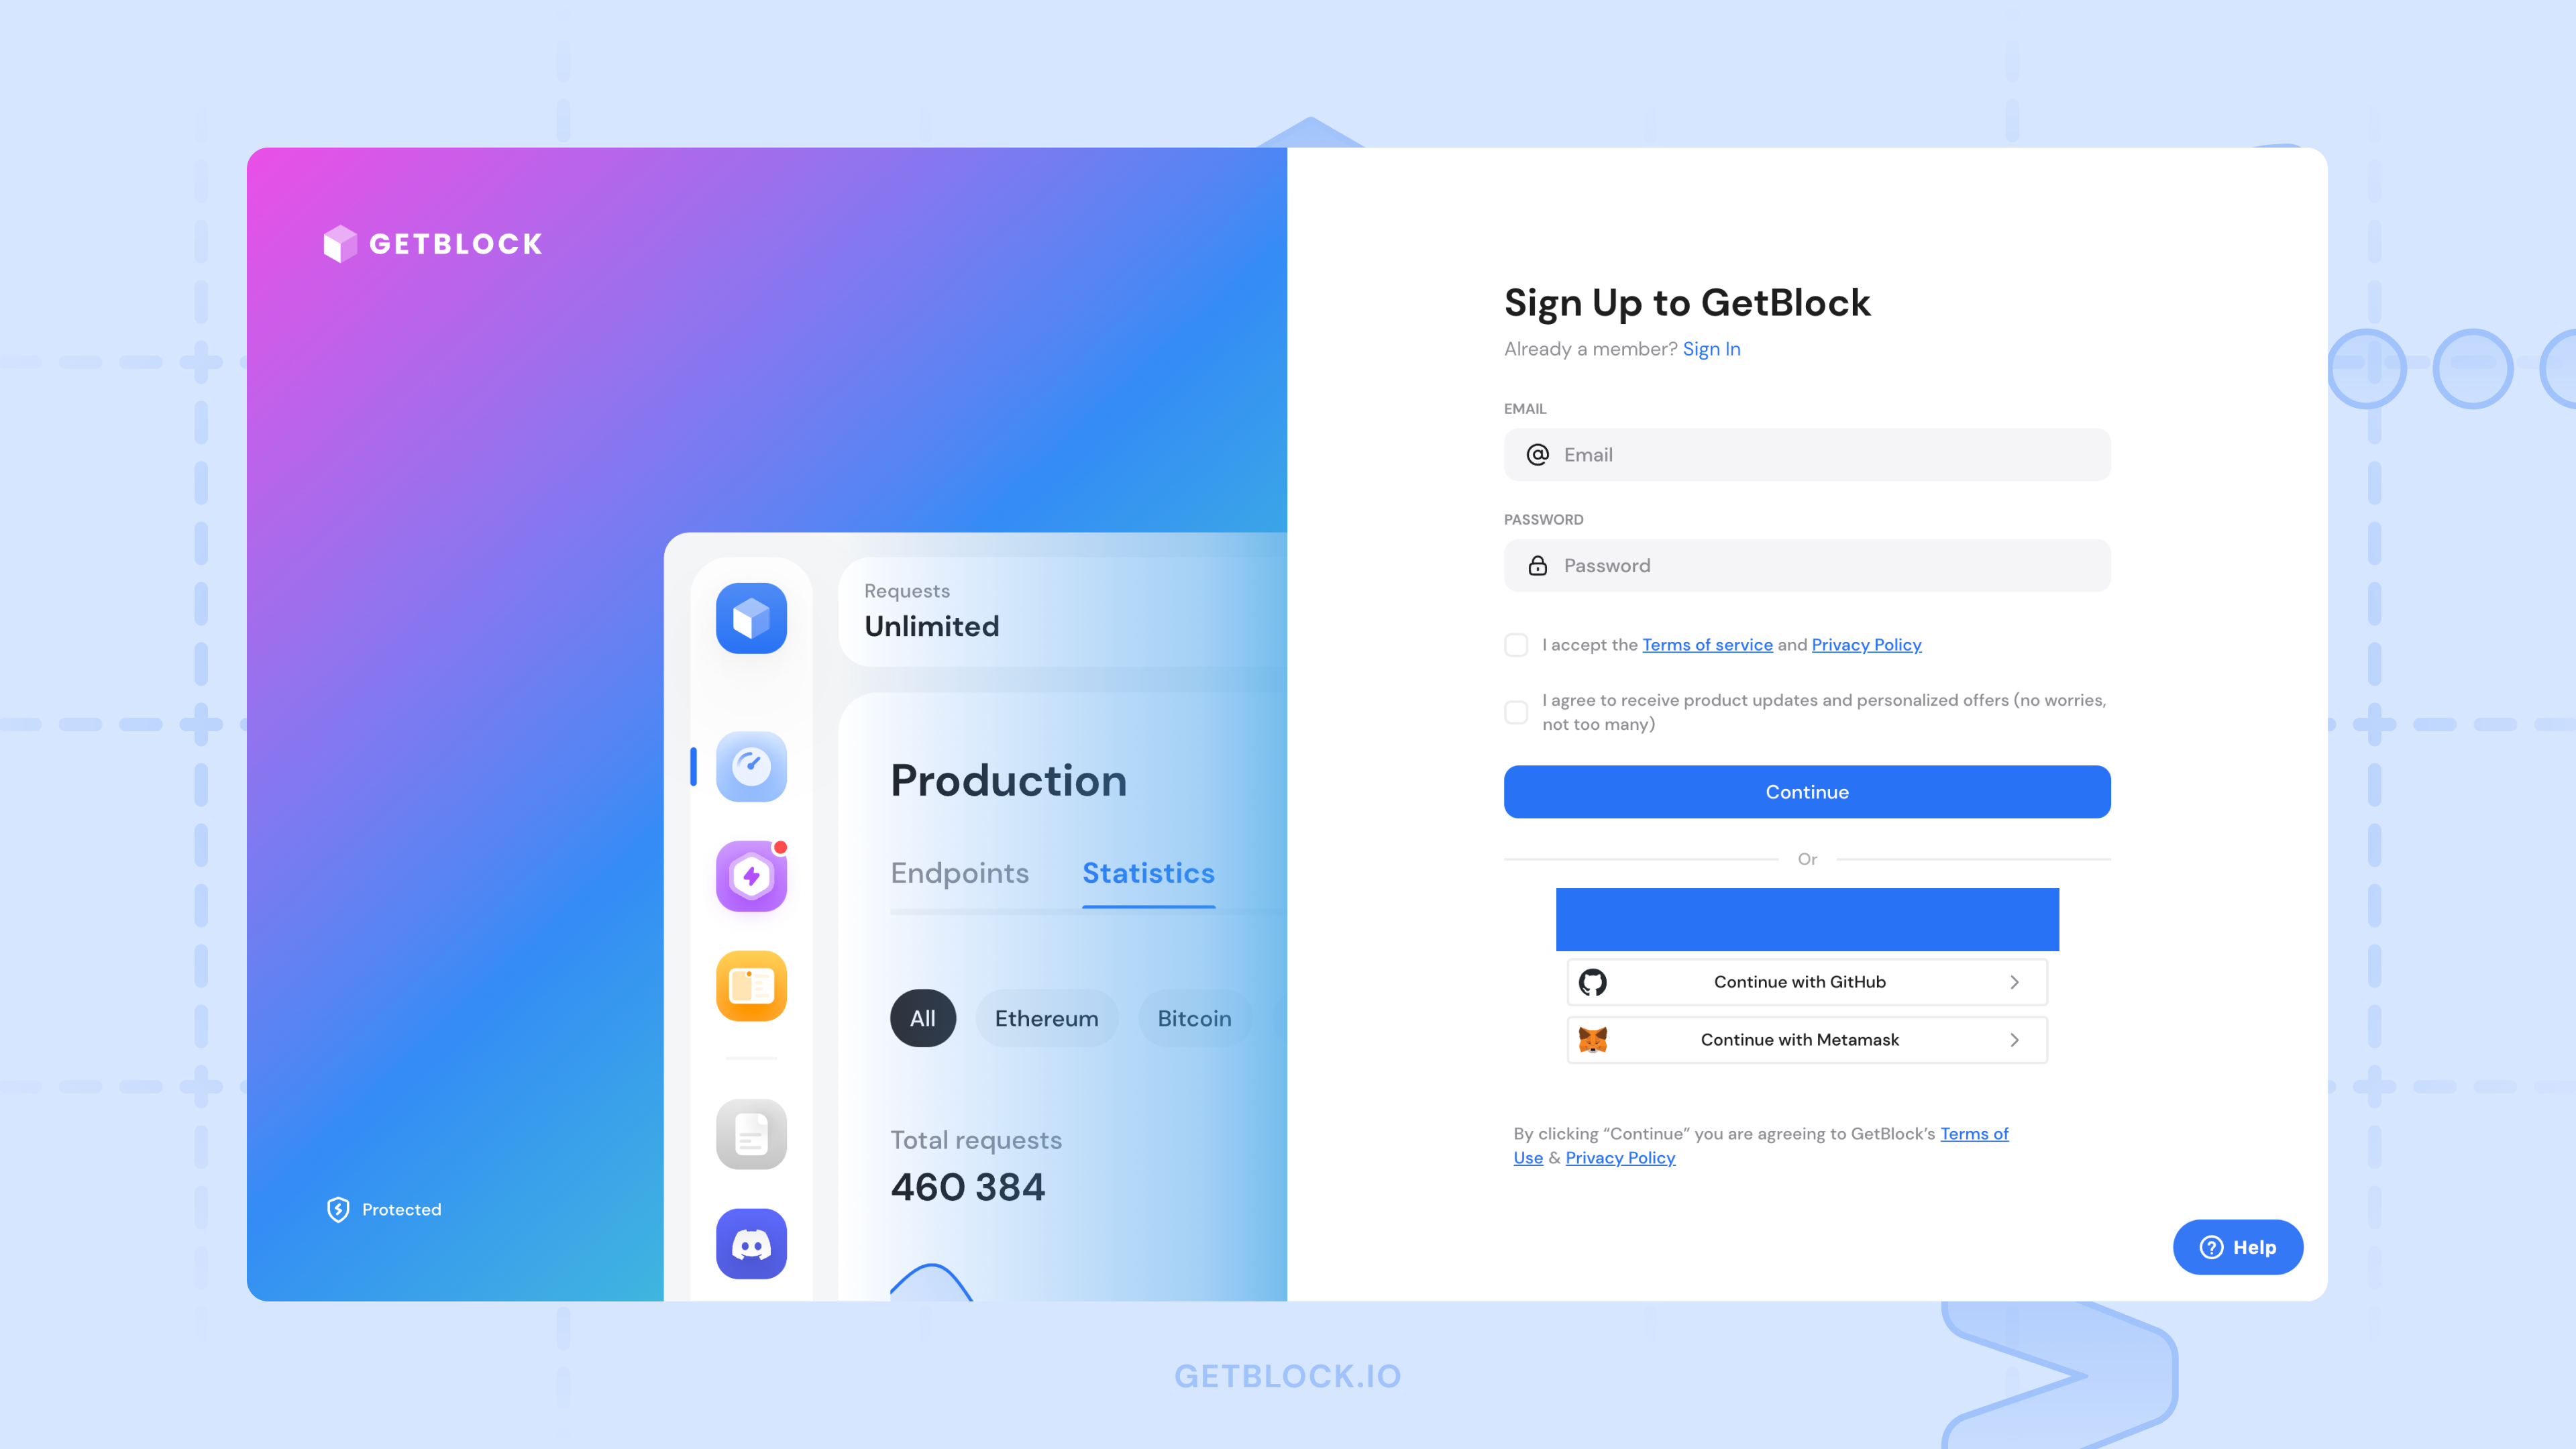 GETBLOCK
Requests
Unlimited
Production
Endpoints Statistics
All Ethereum Bitcoin
Total requests
460 384
Protected
Sign Up to GetBlock
Already a member? Sign In
EMAIL
Email
PASSWORD
Password
I accept the Terms of service and Privacy Policy
I agree to receive product updates and personalized offers (no worries,
not too many)
Continue
Or
Continue with GitHub
Continue with Metamask
By clicking “Continue” you are agreeing to GetBlock’s Terms of
Use & Privacy Policy
Help
GETBLOCK.IO